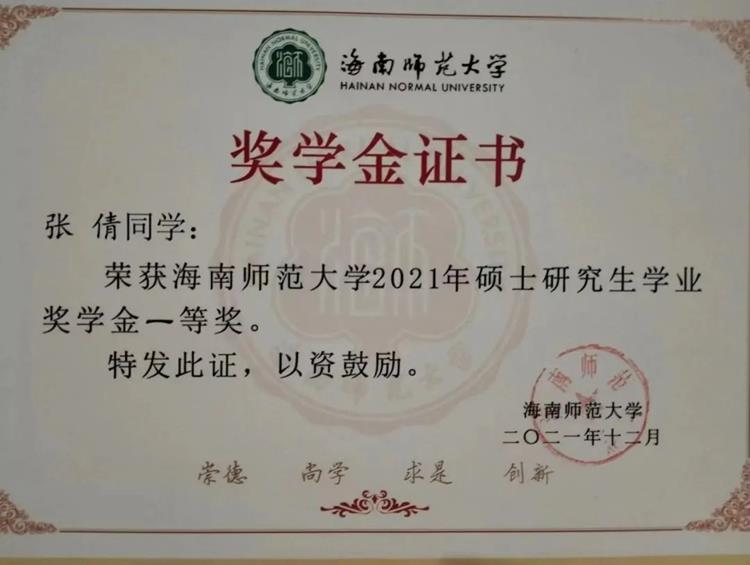 海南师范大学
HAINAN NORMAL UNIVERSITY
奖学金证书
张 倩同学：
荣获海南师范大学2021年硕士研究生学业
奖学金一等奖。
特发此证，以资鼓励。
海南师范大学
二〇二一年十二月
崇德 尚学 求是 创新